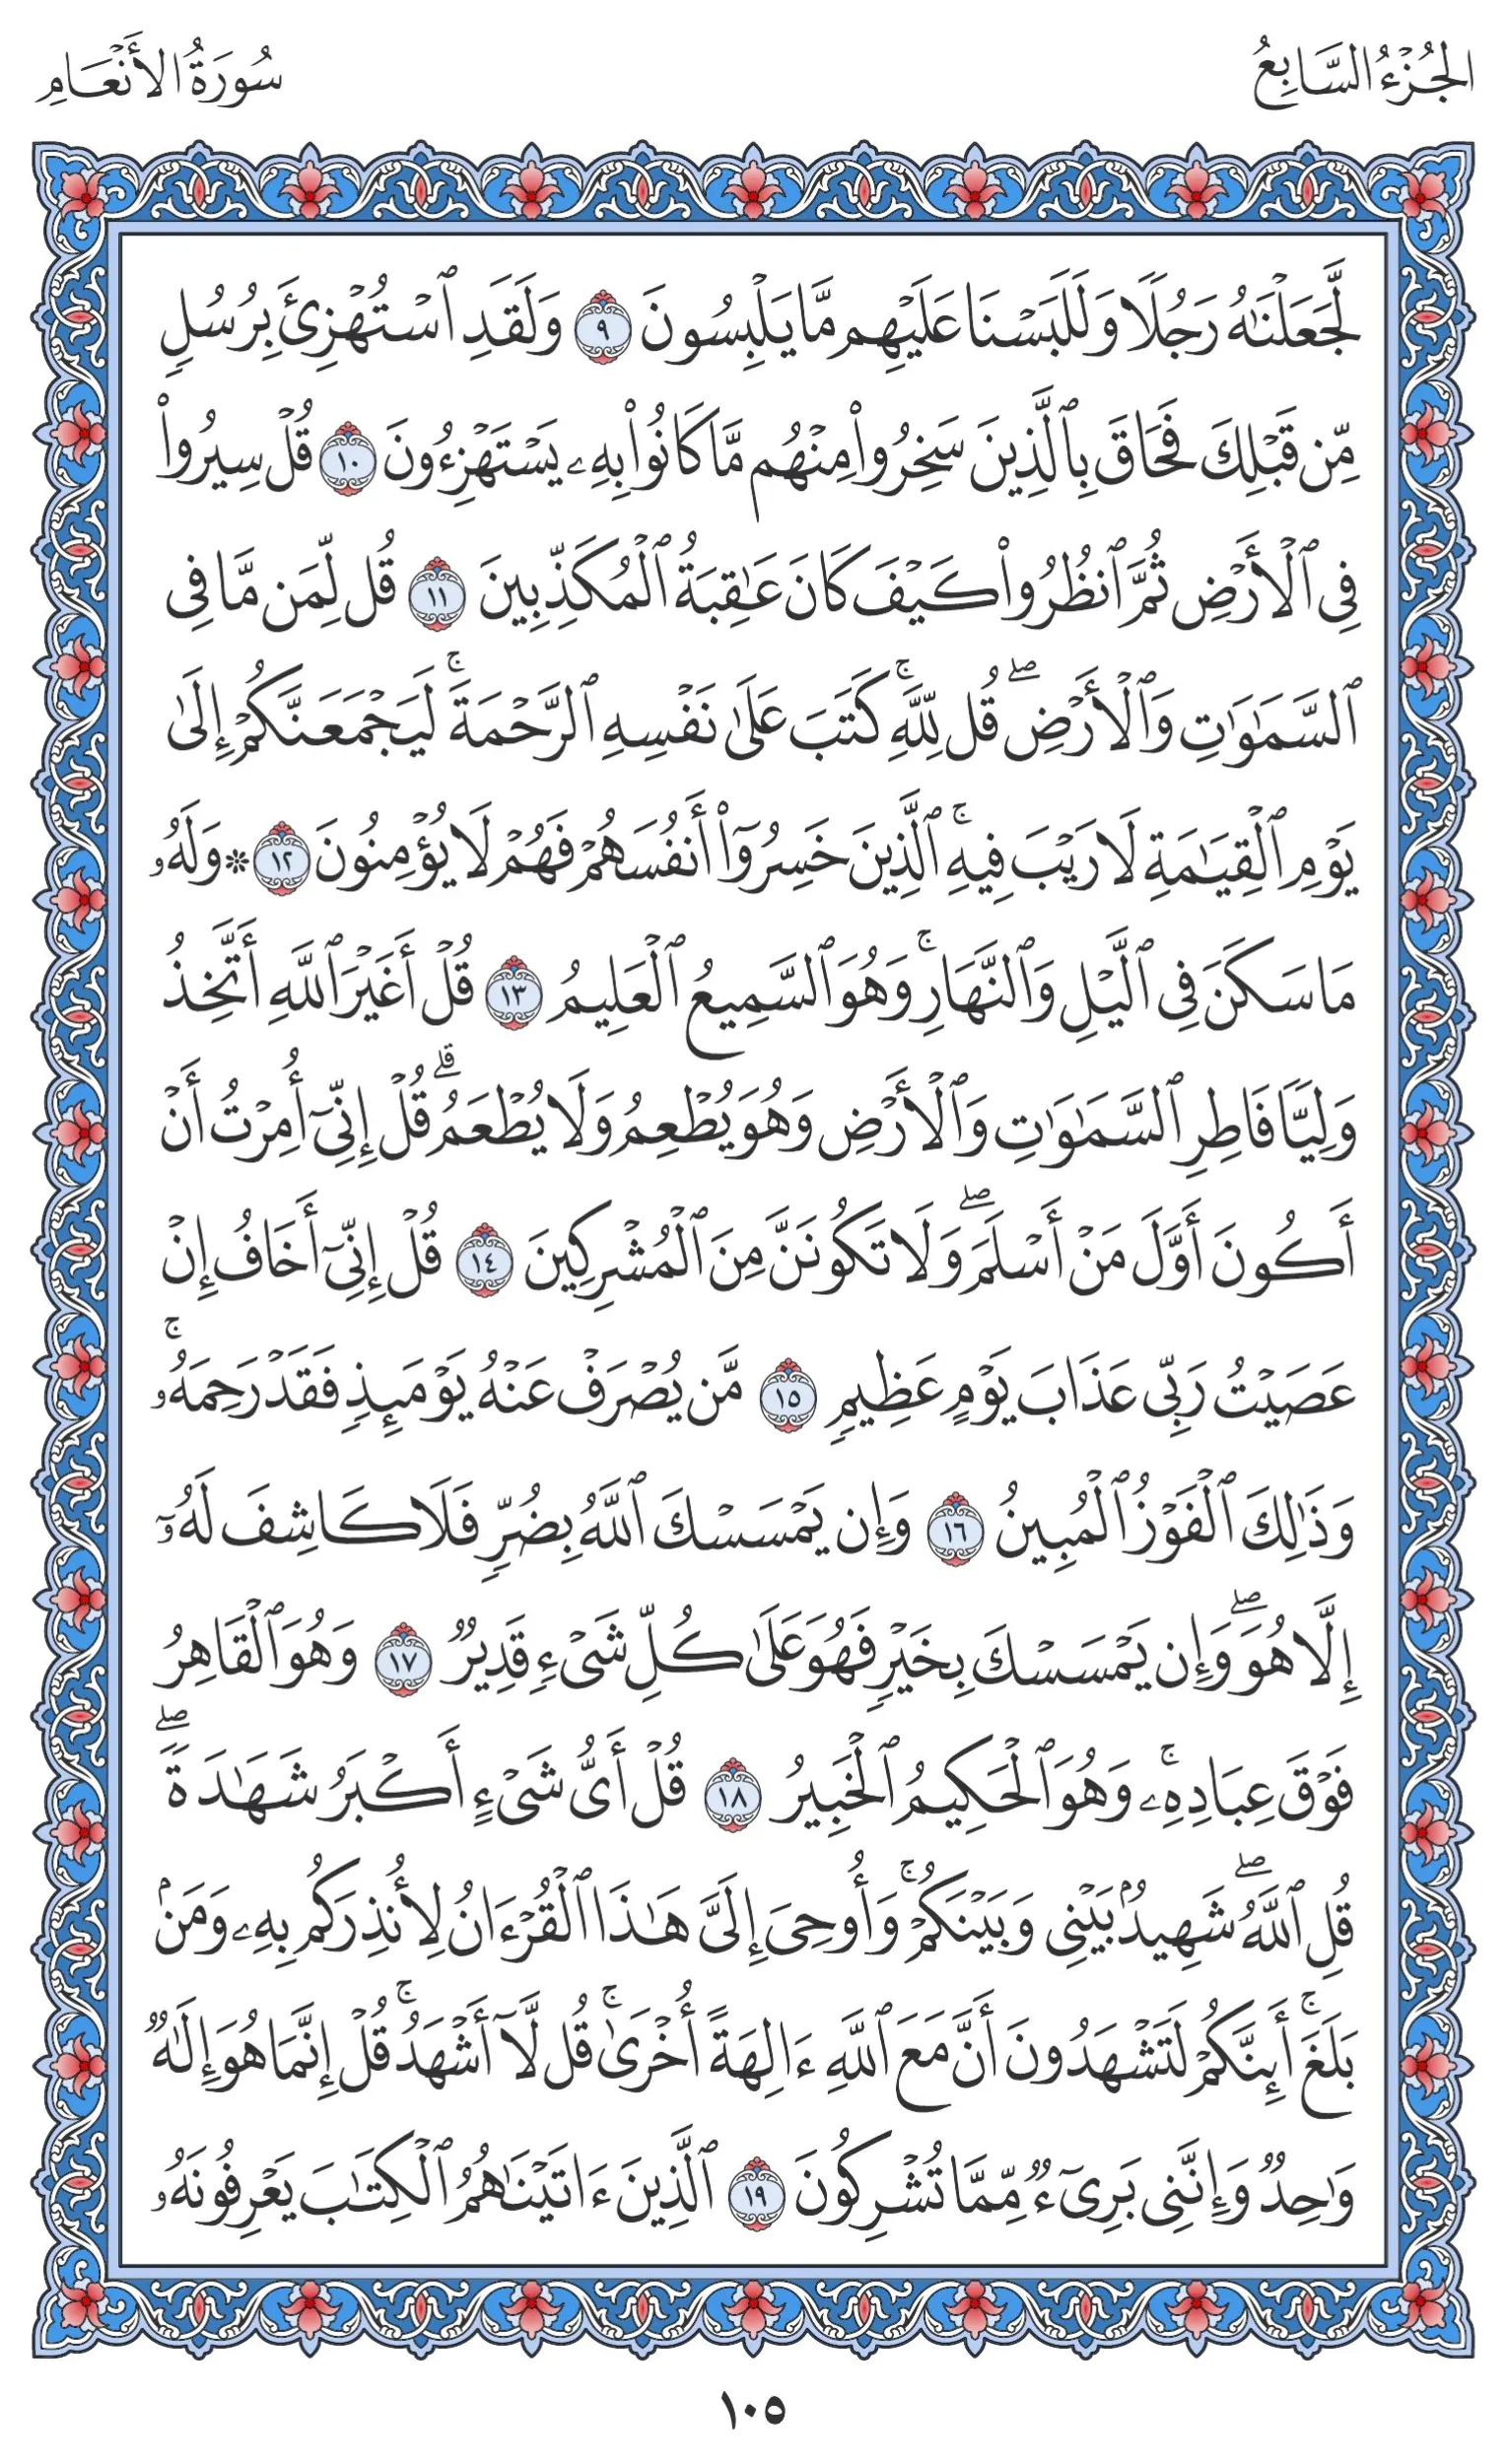 الجُزْءُ السَّابِعُ
سُورَةُ الأَنْعَامِ
لَّجَعَلۡنَٰهُ رَجُلٗا وَلَلَبَسۡنَا عَلَيۡهِم مَّا يَلۡبِسُونَ ٩ وَلَقَدِ ٱسۡتُهۡزِئَ بِرُسُلٖ
مِّن قَبۡلِكَ فَحَاقَ بِٱلَّذِينَ سَخِرُواْ مِنۡهُم مَّا كَانُواْ بِهِۦ يَسۡتَهۡزِءُونَ ١٠ قُلۡ سِيرُواْ
فِي ٱلۡأَرۡضِ ثُمَّ ٱنظُرُواْ كَيۡفَ كَانَ عَٰقِبَةُ ٱلۡمُكَذِّبِينَ ١١ قُل لِّمَن مَّا فِي
ٱلسَّمَٰوَٰتِ وَٱلۡأَرۡضِۖ قُل لِّلَّهِۚ كَتَبَ عَلَىٰ نَفۡسِهِ ٱلرَّحۡمَةَۚ لَيَجۡمَعَنَّكُمۡ إِلَىٰ
يَوۡمِ ٱلۡقِيَٰمَةِ لَا رَيۡبَ فِيهِۚ ٱلَّذِينَ خَسِرُوٓاْ أَنفُسَهُمۡ فَهُمۡ لَا يُؤۡمِنُونَ ١٢ ۞ وَلَهُۥ
مَا سَكَنَ فِي ٱلَّيۡلِ وَٱلنَّهَارِۚ وَهُوَ ٱلسَّمِيعُ ٱلۡعَلِيمُ ١٣ قُلۡ أَغَيۡرَ ٱللَّهِ أَتَّخِذُ
وَلِيّٗا فَاطِرِ ٱلسَّمَٰوَٰتِ وَٱلۡأَرۡضِ وَهُوَ يُطۡعِمُ وَلَا يُطۡعَمُۗ قُلۡ إِنِّيٓ أُمِرۡتُ أَنۡ
أَكُونَ أَوَّلَ مَنۡ أَسۡلَمَۖ وَلَا تَكُونَنَّ مِنَ ٱلۡمُشۡرِكِينَ ١٤ قُلۡ إِنِّيٓ أَخَافُ إِنۡ
عَصَيۡتُ رَبِّي عَذَابَ يَوۡمٍ عَظِيمٖ ١٥ مَّن يُصۡرَفۡ عَنۡهُ يَوۡمَئِذٖ فَقَدۡ رَحِمَهُۥۚ
وَذَٰلِكَ ٱلۡفَوۡزُ ٱلۡمُبِينُ ١٦ وَإِن يَمۡسَسۡكَ ٱللَّهُ بِضُرّٖ فَلَا كَاشِفَ لَهُۥٓ
إِلَّا هُوَۖ وَإِن يَمۡسَسۡكَ بِخَيۡرٖ فَهُوَ عَلَىٰ كُلِّ شَيۡءٖ قَدِيرٞ ١٧ وَهُوَ ٱلۡقَاهِرُ
فَوۡقَ عِبَادِهِۦۚ وَهُوَ ٱلۡحَكِيمُ ٱلۡخَبِيرُ ١٨ قُلۡ أَيُّ شَيۡءٍ أَكۡبَرُ شَهَٰدَةٗۖ
قُلِ ٱللَّهُۖ شَهِيدُۢ بَيۡنِي وَبَيۡنَكُمۡۚ وَأُوحِيَ إِلَيَّ هَٰذَا ٱلۡقُرۡءَانُ لِأُنذِرَكُم بِهِۦ وَمَنۢ
بَلَغَۚ أَئِنَّكُمۡ لَتَشۡهَدُونَ أَنَّ مَعَ ٱللَّهِ ءَالِهَةً أُخۡرَىٰۚ قُل لَّآ أَشۡهَدُۚ قُلۡ إِنَّمَا هُوَ إِلَٰهٞ
وَٰحِدٞ وَإِنَّنِي بَرِيٓءٞ مِّمَّا تُشۡرِكُونَ ١٩ ٱلَّذِينَ ءَاتَيۡنَٰهُمُ ٱلۡكِتَٰبَ يَعۡرِفُونَهُۥ
١٠٥